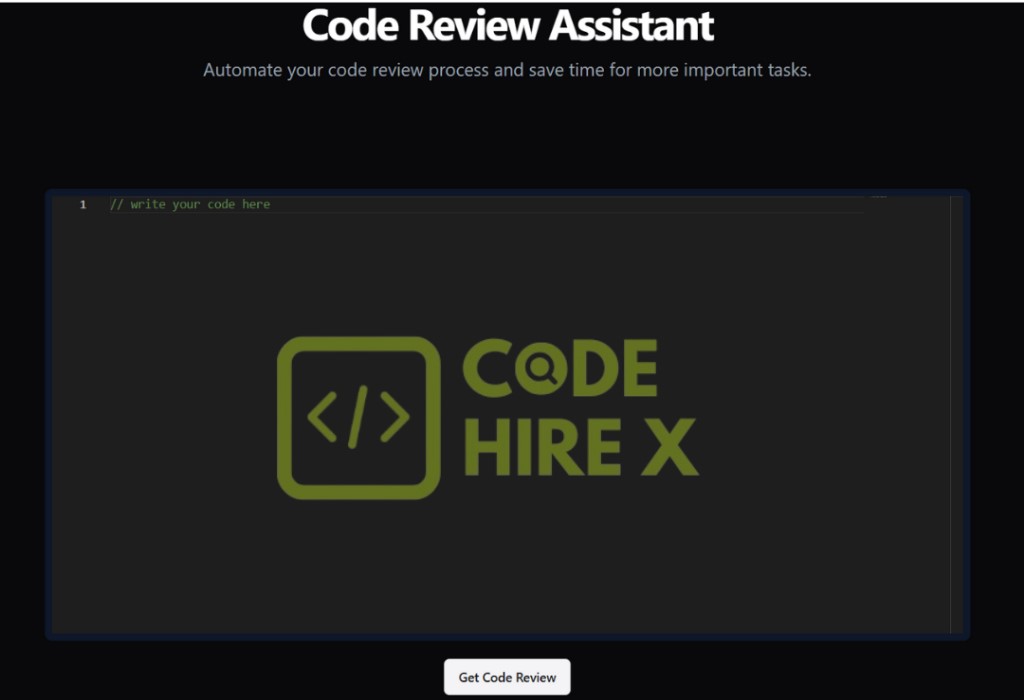 Code Review Assistant
Automate your code review process and save time for more important tasks.
1 // write your code here
</>
CODE
HIRE X
Get Code Review